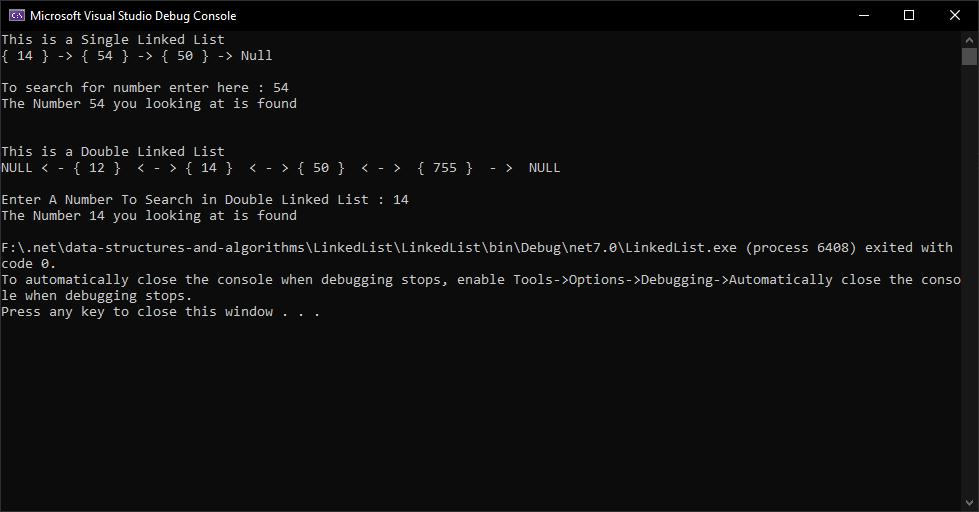 Microsoft Visual Studio Debug Console
This is a Single Linked List
{ 14 } -> { 54 } -> { 50 } -> Null
To search for number enter here : 54
The Number 54 you looking at is found
This is a Double Linked List
NULL < - { 12 }  < - > { 14 }  < - > { 50 }  < - >  { 755 }  - >  NULL
Enter A Number To Search in Double Linked List : 14
The Number 14 you looking at is found
F:\.net\data-structures-and-algorithms\LinkedList\LinkedList\bin\Debug\net7.0\LinkedList.exe (process 6408) exited with
code 0.
To automatically close the console when debugging stops, enable Tools->Options->Debugging->Automatically close the conso
le when debugging stops.
Press any key to close this window . . .